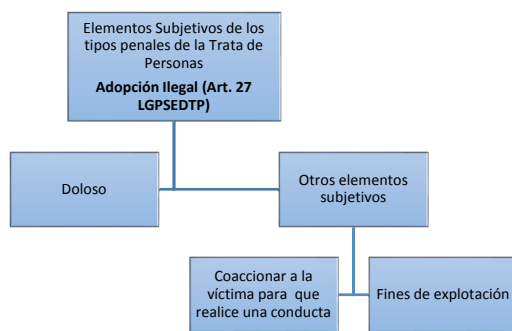 Elementos Subjetivos de los
tipos penales de la Trata de
Personas
Adopción Ilegal (Art. 27
LGPSEDTP)
Doloso
Otros elementos
subjetivos
Coaccionar a la
víctima para que
realice una conducta
Fines de explotación